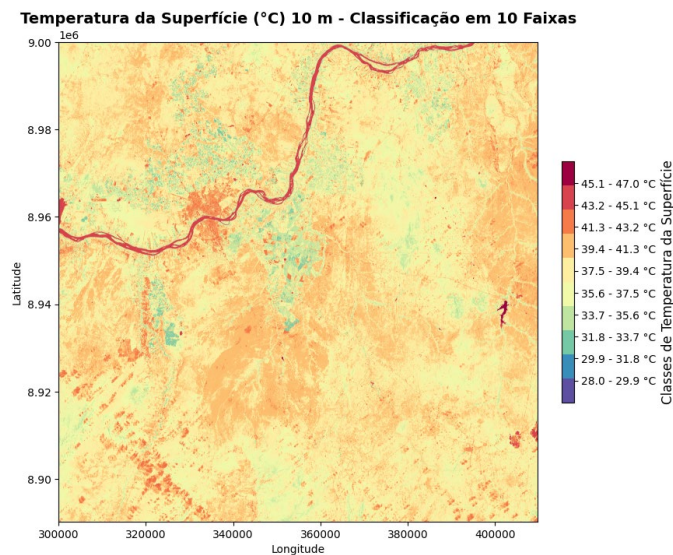 Temperatura da Superfície (°C) 10 m - Classificação em 10 Faixas
1e6
9.00
8.98
8.96
8.94
8.92
8.90
Latitude
300000 320000 340000 360000 380000 400000
Longitude
45.1 - 47.0 °C
43.2 - 45.1 °C
41.3 - 43.2 °C
39.4 - 41.3 °C
37.5 - 39.4 °C
35.6 - 37.5 °C
33.7 - 35.6 °C
31.8 - 33.7 °C
29.9 - 31.8 °C
28.0 - 29.9 °C
Classes de Temperatura da Superfície